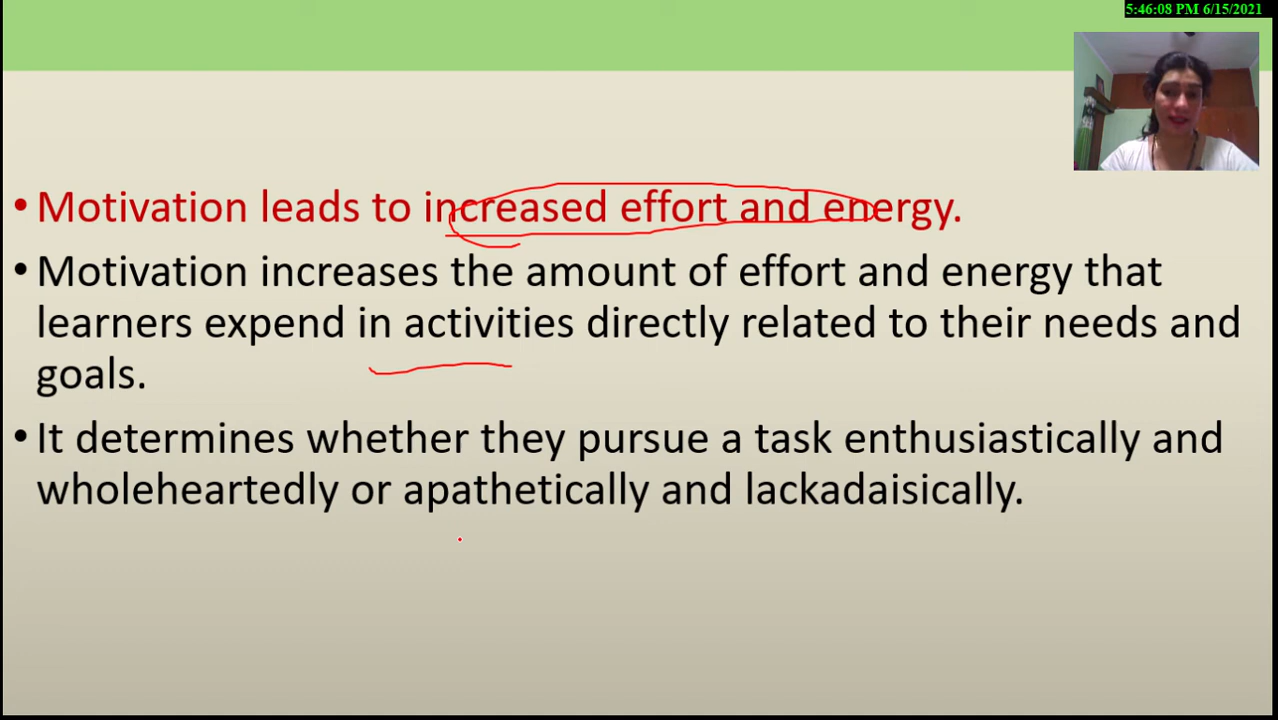 5:46:08 PM 6/15/2021
• Motivation leads to increased effort and energy.
• Motivation increases the amount of effort and energy that
learners expend in activities directly related to their needs and
goals.
• It determines whether they pursue a task enthusiastically and
wholeheartedly or apathetically and lackadaisically.